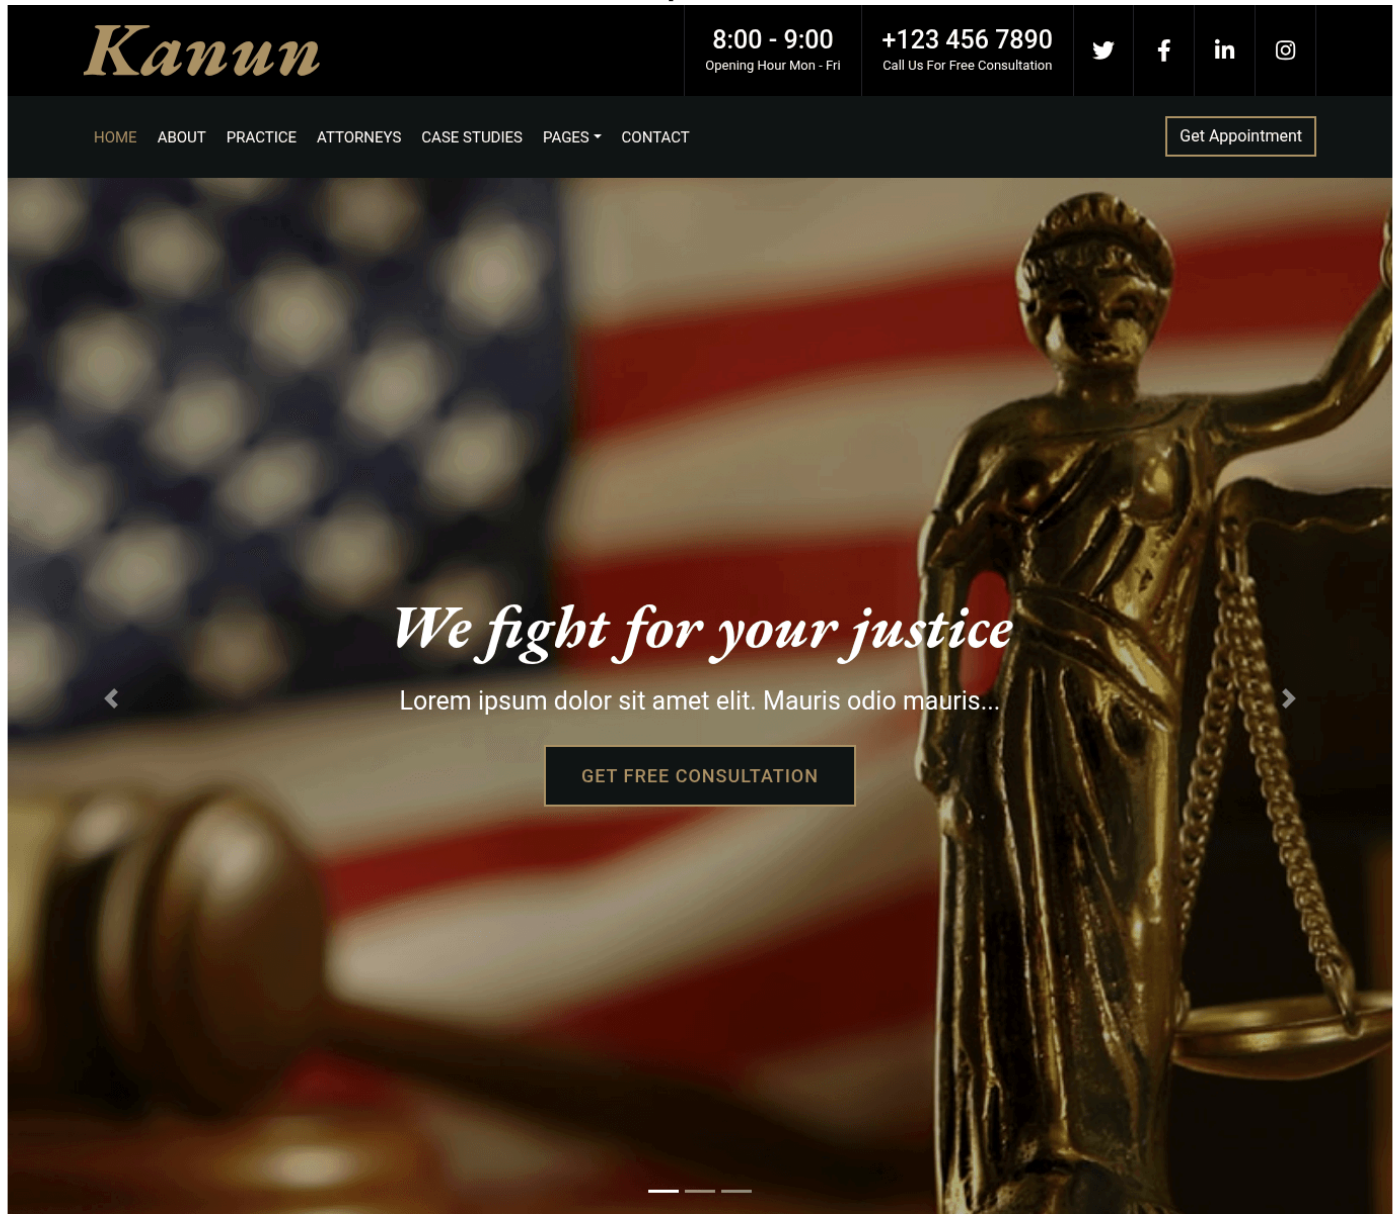 Kanun
8:00 - 9:00
Opening Hour Mon - Fri
+123 456 7890
Call Us For Free Consultation
HOME ABOUT PRACTICE ATTORNEYS CASE STUDIES PAGES CONTACT
Get Appointment
We fight for your justice
Lorem ipsum dolor sit amet elit. Mauris odio mauris...
GET FREE CONSULTATION